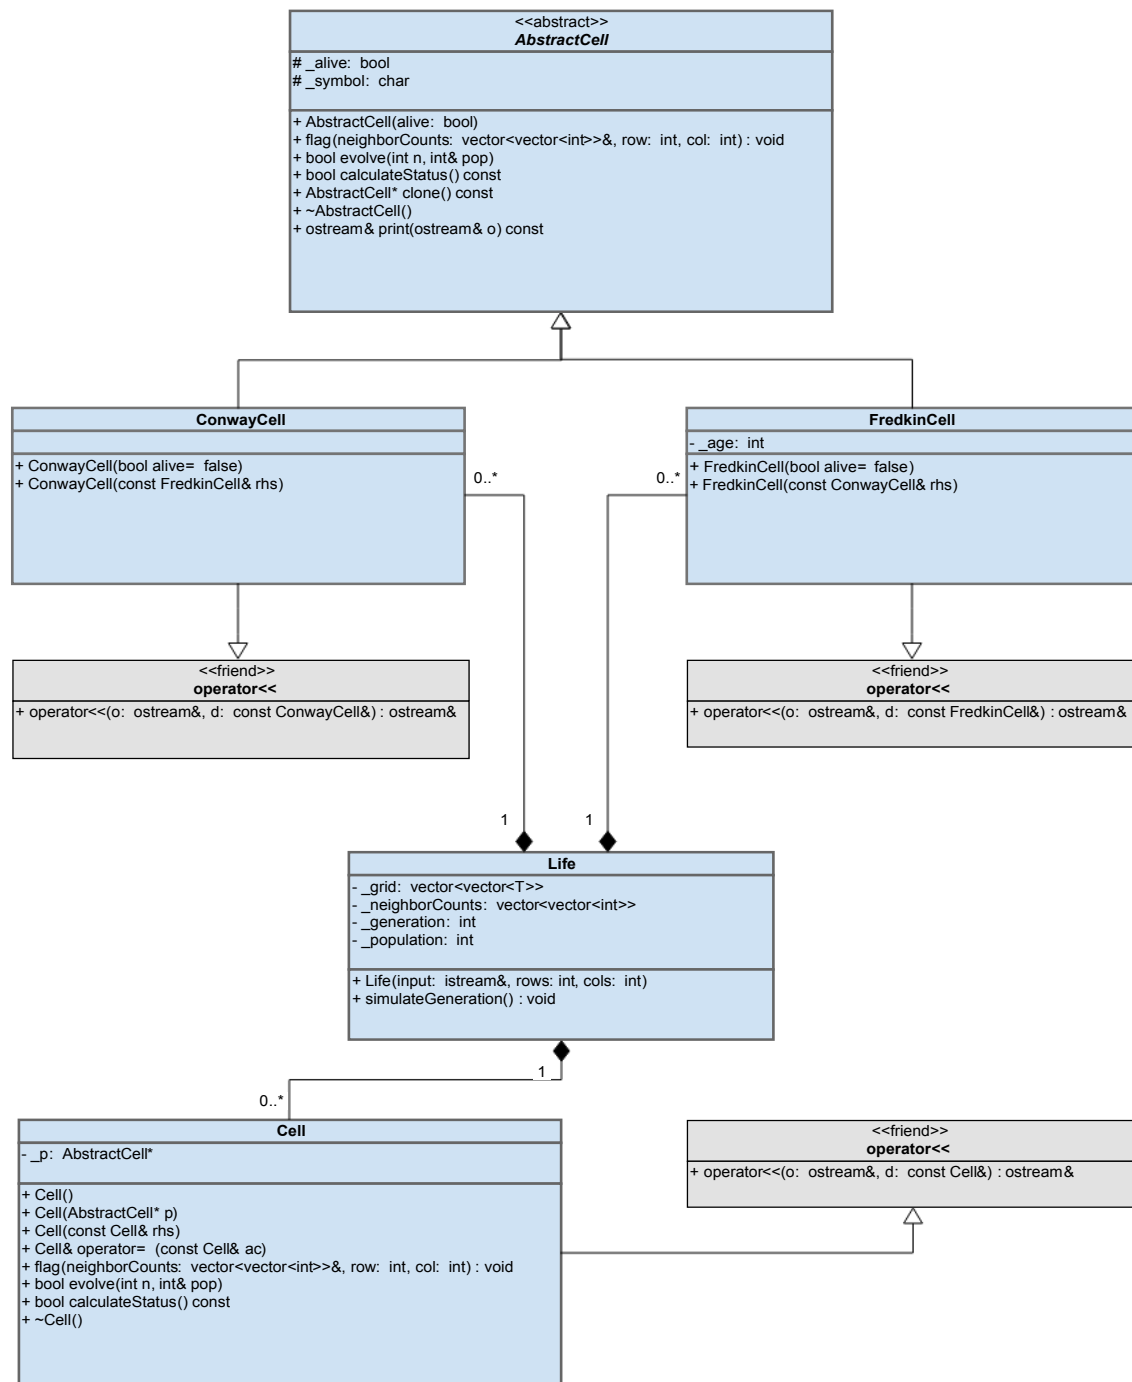 <<abstract>>
AbstractCell
# _alive: bool
# _symbol: char
+ AbstractCell(alive: bool)
+ flag(neighborCounts: vector<vector<int>>&, row: int, col: int) : void
+ bool evolve(int n, int& pop)
+ bool calculateStatus() const
+ AbstractCell* clone() const
+ ~AbstractCell()
+ ostream& print(ostream& o) const
ConwayCell
+ ConwayCell(bool alive= false)
+ ConwayCell(const FredkinCell& rhs)
0..*
FredkinCell
- _age: int
+ FredkinCell(bool alive= false)
+ FredkinCell(const ConwayCell& rhs)
0..*
<<friend>>
operator<<
+ operator<<(o: ostream&, d: const ConwayCell&) : ostream&
<<friend>>
operator<<
+ operator<<(o: ostream&, d: const FredkinCell&) : ostream&
1
1
Life
- _grid: vector<vector<T>>
- _neighborCounts: vector<vector<int>>
- _generation: int
- _population: int
+ Life(input: istream&, rows: int, cols: int)
+ simulateGeneration() : void
1
0..*
Cell
- _p: AbstractCell*
+ Cell()
+ Cell(AbstractCell* p)
+ Cell(const Cell& rhs)
+ Cell& operator= (const Cell& ac)
+ flag(neighborCounts: vector<vector<int>>&, row: int, col: int) : void
+ bool evolve(int n, int& pop)
+ bool calculateStatus() const
+ ~Cell()
<<friend>>
operator<<
+ operator<<(o: ostream&, d: const Cell&) : ostream&